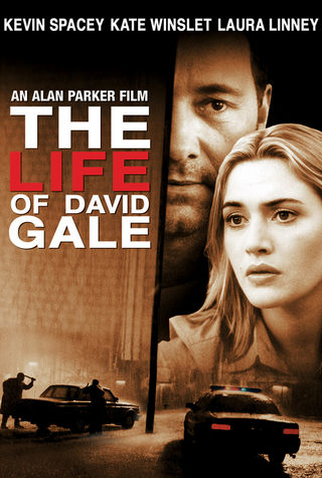 KEVIN SPACEY KATE WINSLET LAURA LINNEY
AN ALAN PARKER FILM
THE
LIFE
OF DAVID
GALE